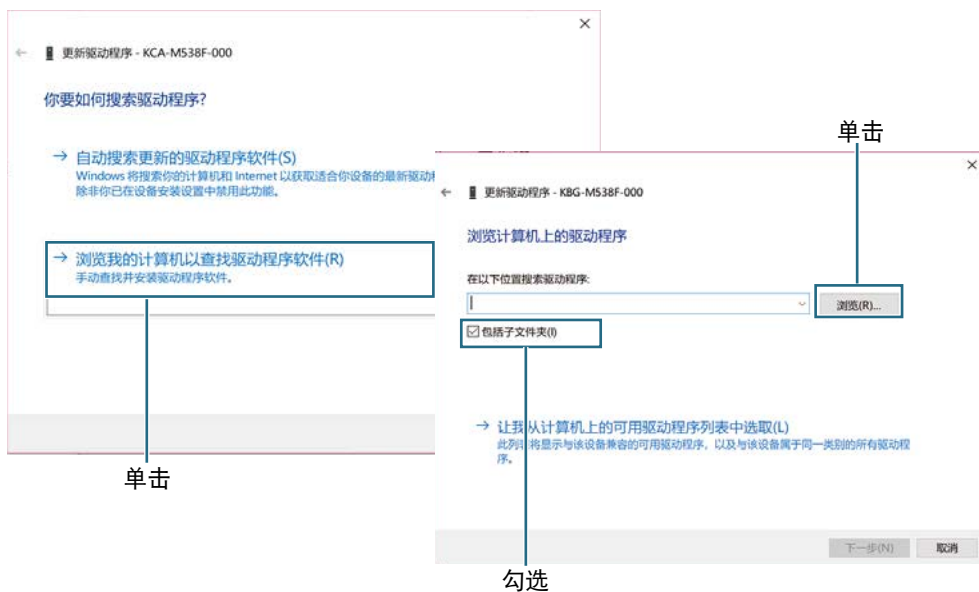 更新驱动程序 - KCA-M538F-000
你要如何搜索驱动程序?
自动搜索更新的驱动程序软件(S)
Windows 将搜索你的计算机和 Internet 以获取适合你设备的最新驱动
除非你已在设备安装设置中禁用此功能。
浏览我的计算机以查找驱动程序软件(R)
手动查找并安装驱动程序软件。
单击
单击
更新驱动程序 - KBG-M538F-000
浏览计算机上的驱动程序
在以下位置搜索驱动程序:
浏览(R)...
包括子文件夹(I)
让我从计算机上的可用驱动程序列表中选取(L)
此列表将显示与该设备兼容的可用驱动程序，以及与该设备属于同一类别的所有驱动程
序。
下一步(N)
取消
勾选